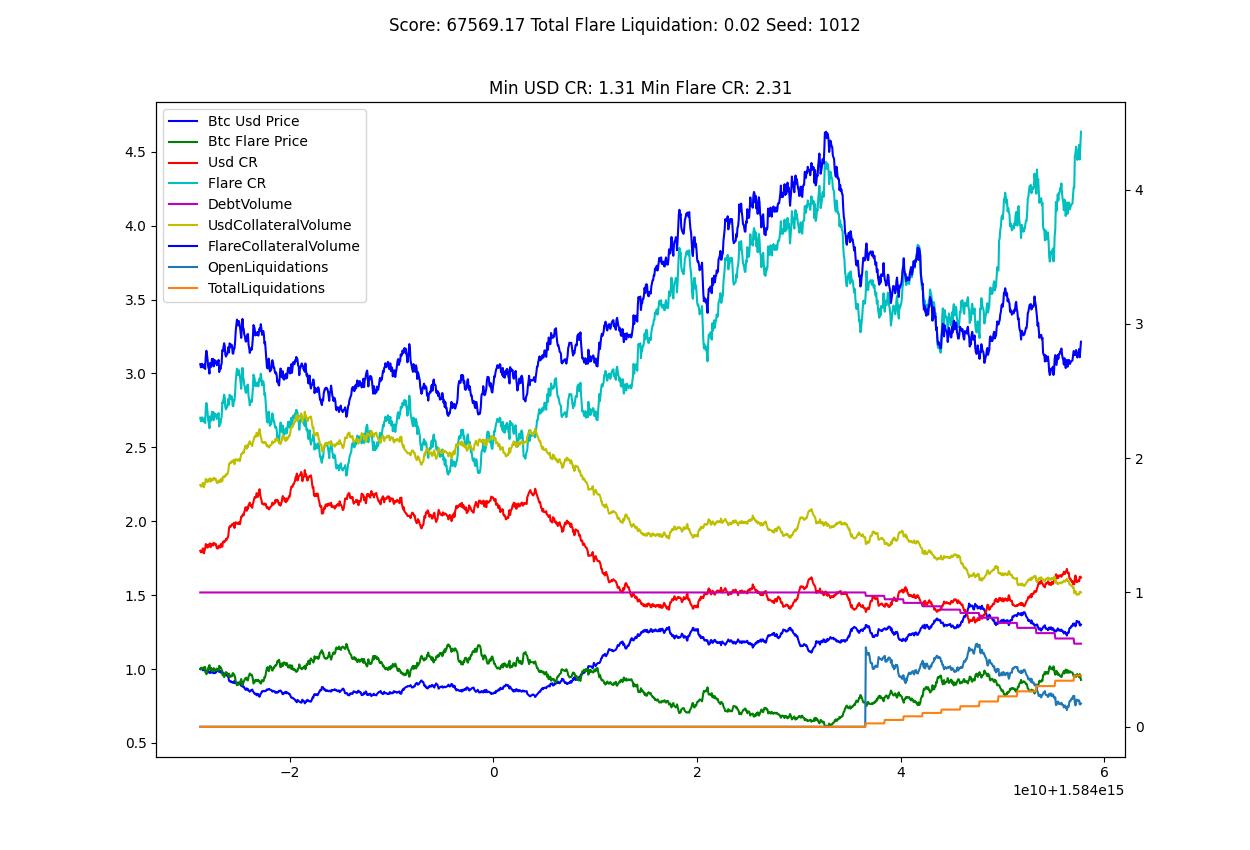 Score: 67569.17 Total Flare Liquidation: 0.02 Seed: 1012
Min USD CR: 1.31 Min Flare CR: 2.31
Btc Usd Price
Btc Flare Price
Usd CR
Flare CR
DebtVolume
UsdCollateralVolume
FlareCollateralVolume
OpenLiquidations
TotalLiquidations
4.5
4.0
3.5
3.0
2.5
2.0
1.5
1.0
0.5
4
3
2
1
0
−2
0
2
4
6
1e10+1.584e15